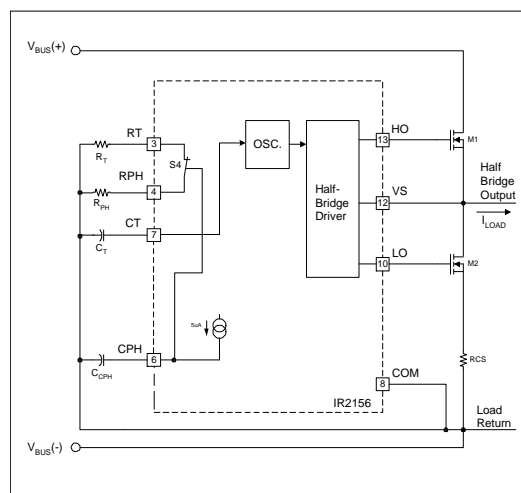 VBUS(+)
RT
3
RT
S4
RPH
4
RPH
CT
7
CT
OSC.
Half-
Bridge
Driver
HO
13
M1
VS
12
Half
Bridge
Output
ILOAD
LO
10
M2
5uA
CPH
6
CCPH
RCS
COM
8
IR2156
Load
Return
VBUS(-)